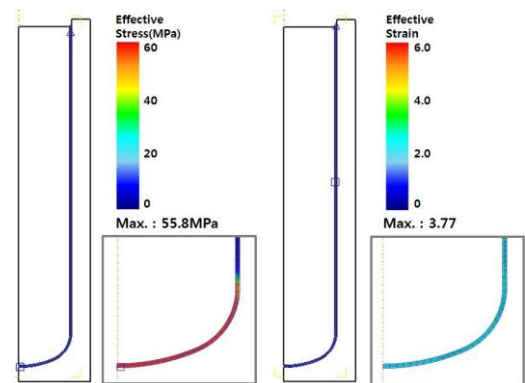 Effective
Stress(MPa)
60
40
20
0
Max. : 55.8MPa
Effective
Strain
6.0
4.0
2.0
0
Max. : 3.77